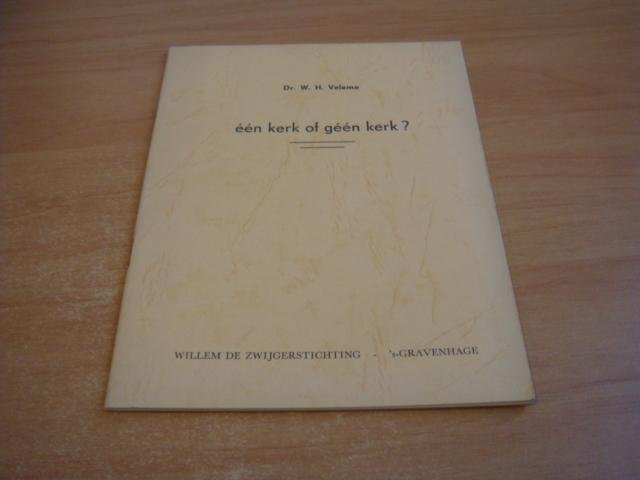 Dr. W. H. Velema
één kerk of géén kerk?
WILLEM DE ZWIJGERSTICHTING - 's-GRAVENHAGE